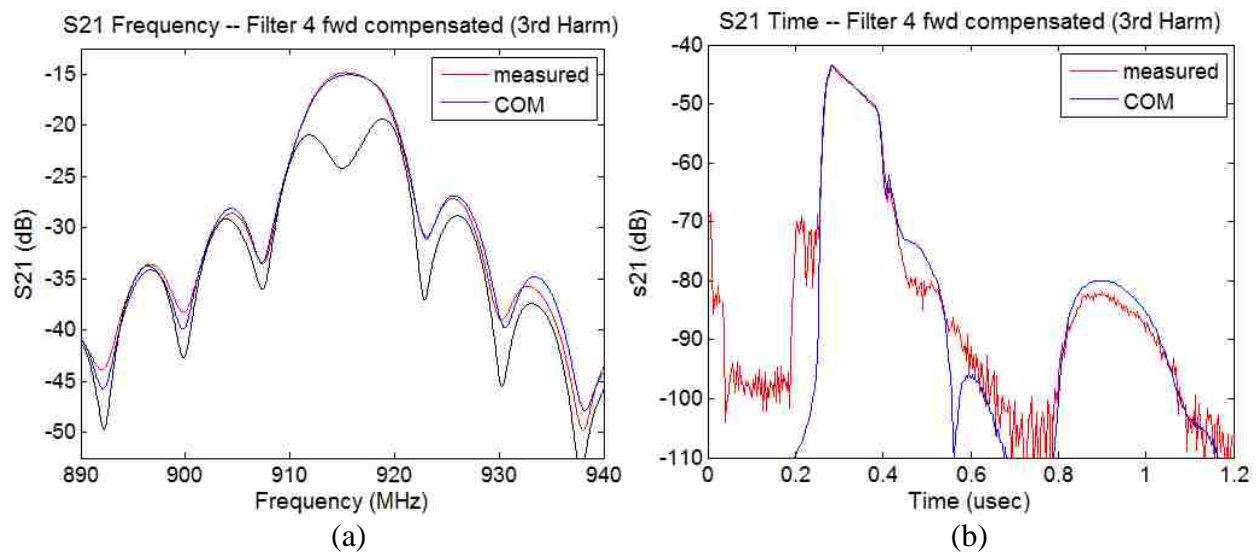 S21 Frequency -- Filter 4 fwd compensated (3rd Harm)
measured
COM
-15
-20
-25
-30
-35
-40
-45
-50
S21 (dB)
890
900
910
920
930
940
Frequency (MHz)
(a)
S21 Time -- Filter 4 fwd compensated (3rd Harm)
measured
COM
-40
-50
-60
-70
-80
-90
-100
-110
s21 (dB)
0
0.2
0.4
0.6
0.8
1
1.2
Time (usec)
(b)